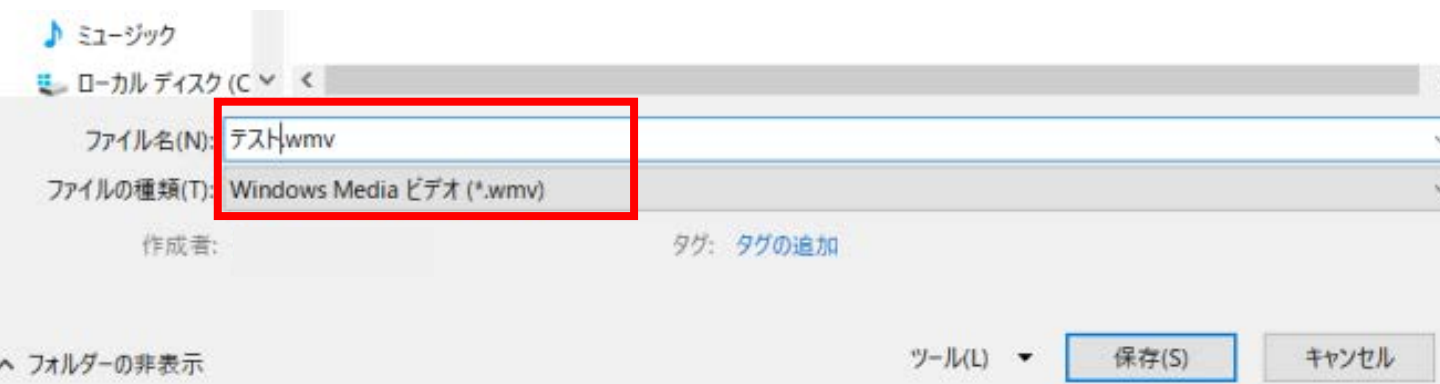 ミュージック
ローカル ディスク (C
ファイル名(N): テスト.wmv
ファイルの種類(T): Windows Media ビデオ (*.wmv)
作成者: タグ: タグの追加
フォルダーの非表示 ツール(L) 保存(S) キャンセル